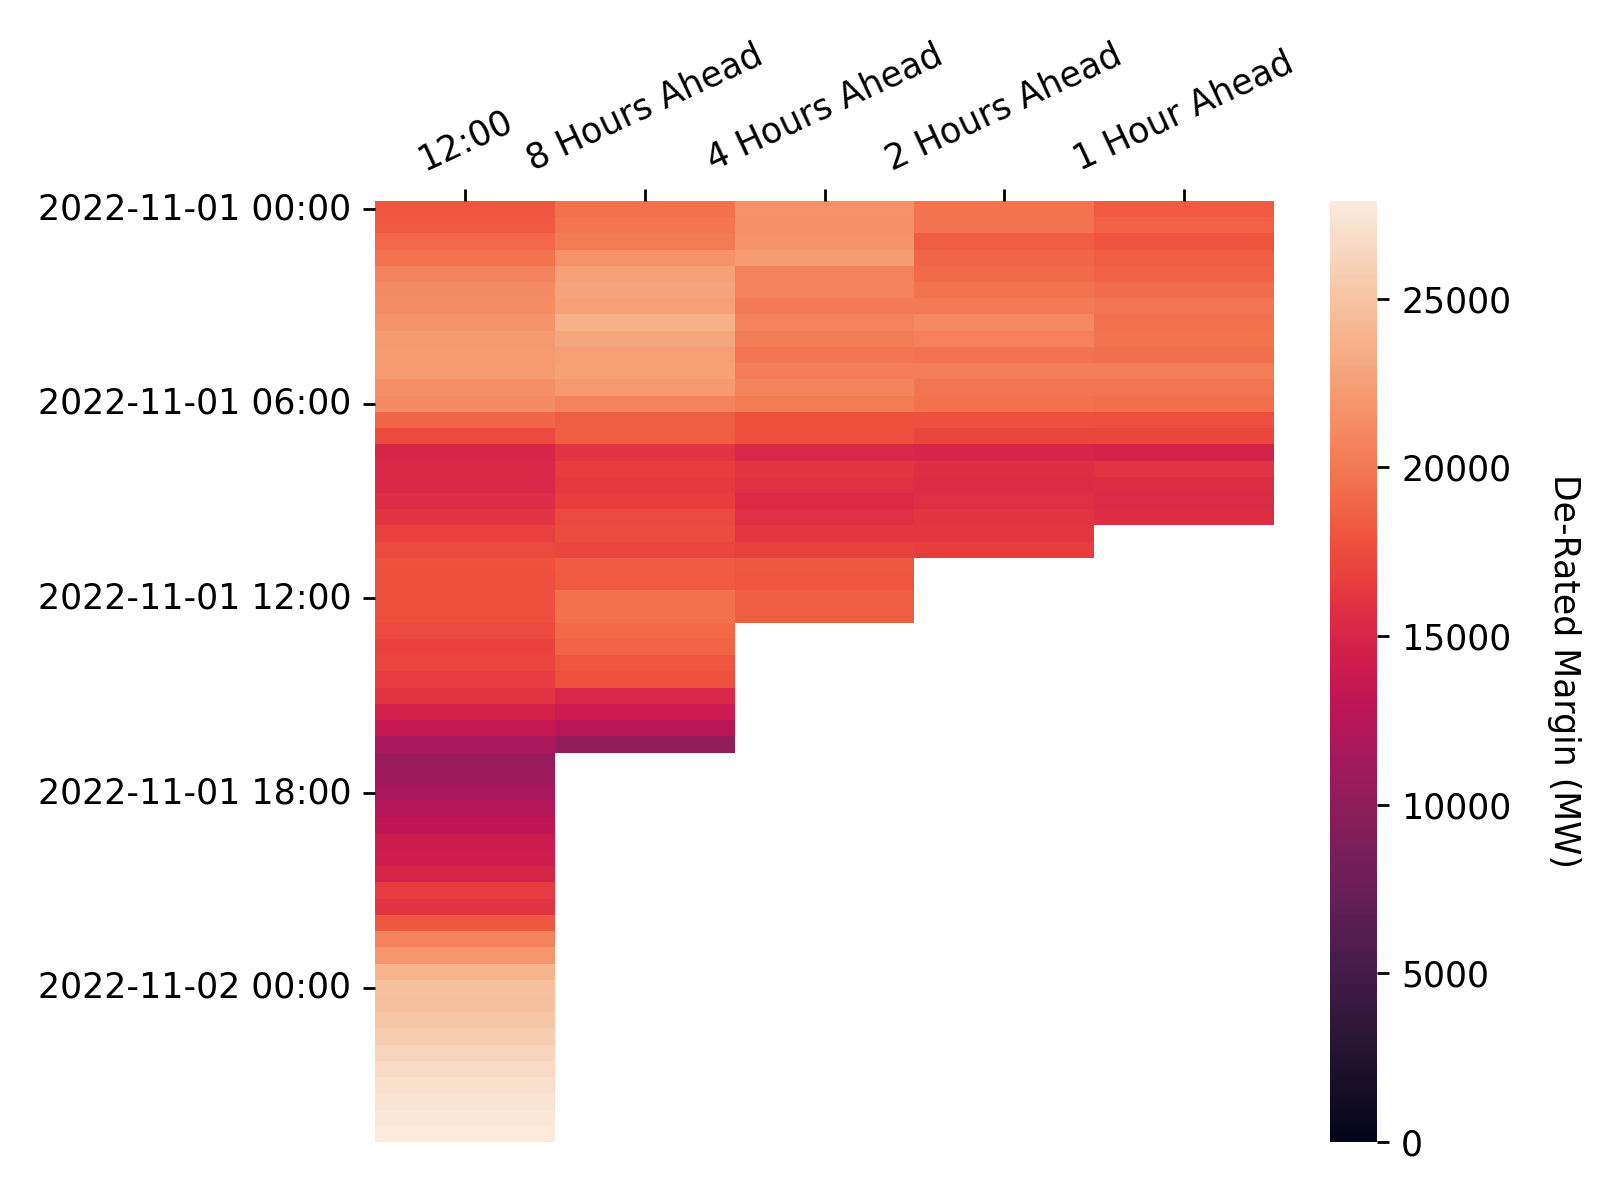 12:00
8 Hours Ahead
4 Hours Ahead
2 Hours Ahead
1 Hour Ahead
2022-11-01 00:00
2022-11-01 06:00
2022-11-01 12:00
2022-11-01 18:00
2022-11-02 00:00
25000
20000
15000
10000
5000
0
De-Rated Margin (MW)